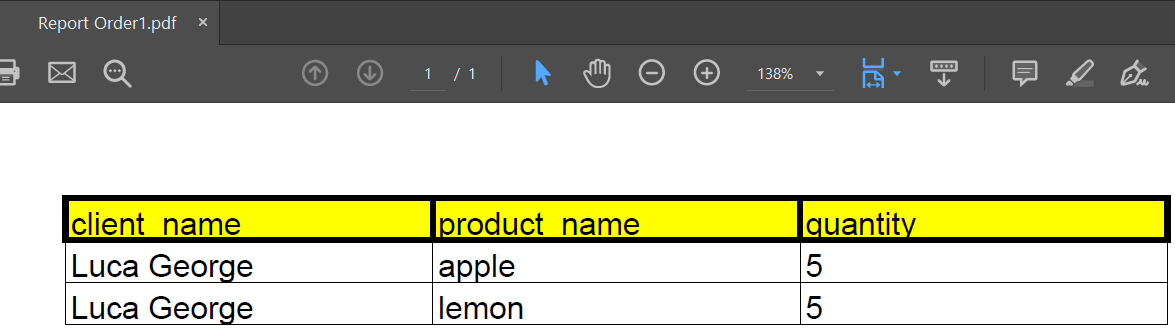 Report Order1.pdf ×
1 / 1 138%
client_name product_name quantity
Luca George apple 5
Luca George lemon 5